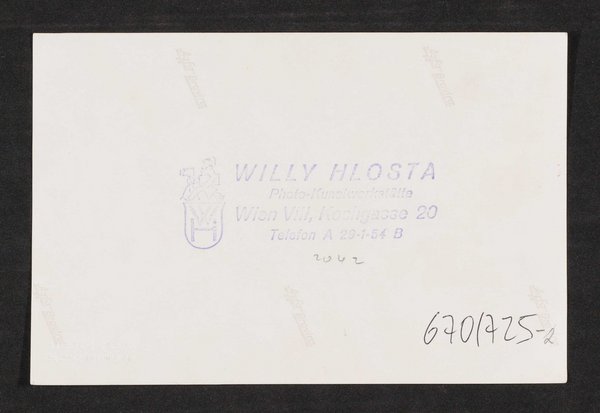 WILLY HLOSTA
Photo-Kunstwerkstätte
Wien VIII, Kochgasse 20
Telefon A 29-1-54 B
2042
670/725-2